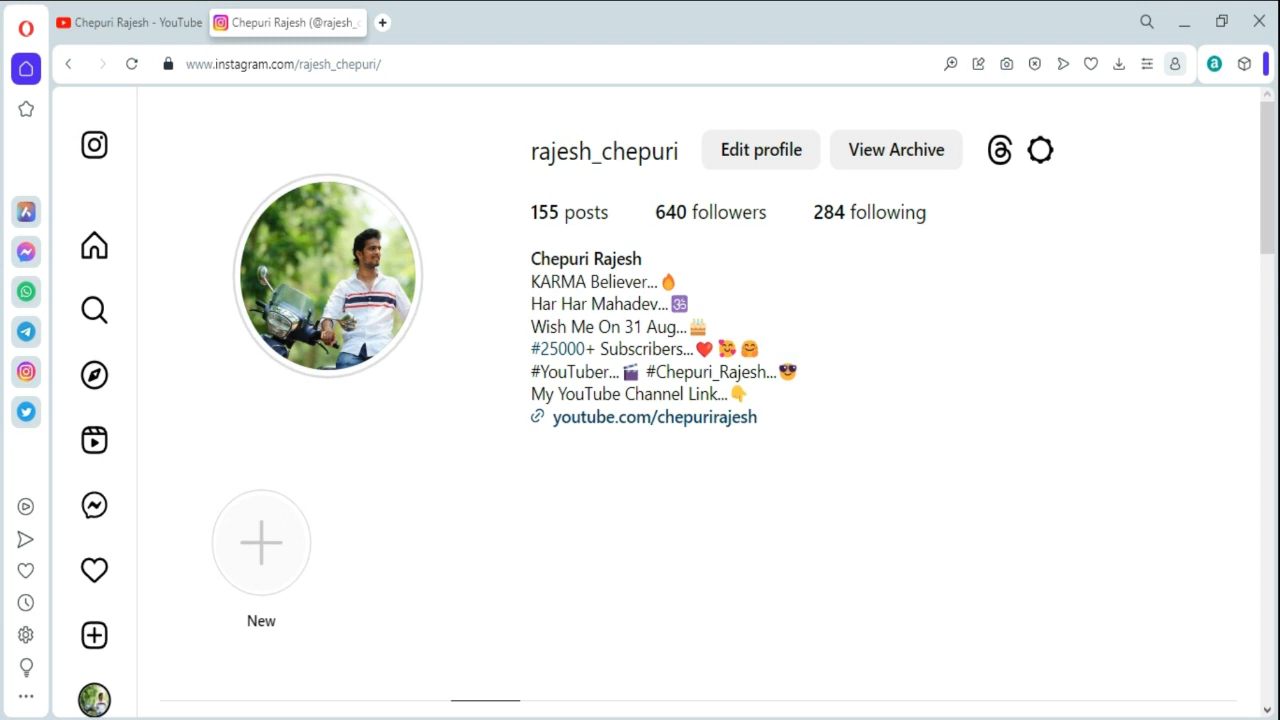 Chepuri Rajesh - YouTube
Chepuri Rajesh (@rajesh_c
www.instagram.com/rajesh_chepuri/
rajesh_chepuri
Edit profile
View Archive
155 posts
640 followers
284 following
Chepuri Rajesh
KARMA Believer...🔥
Har Har Mahadev...🕉
Wish Me On 31 Aug...🎂
#25000+ Subscribers...❤️ 🥰 🤗
#YouTuber...🎬 #Chepuri_Rajesh...😎
My YouTube Channel Link...👇
youtube.com/chepurirajesh
New